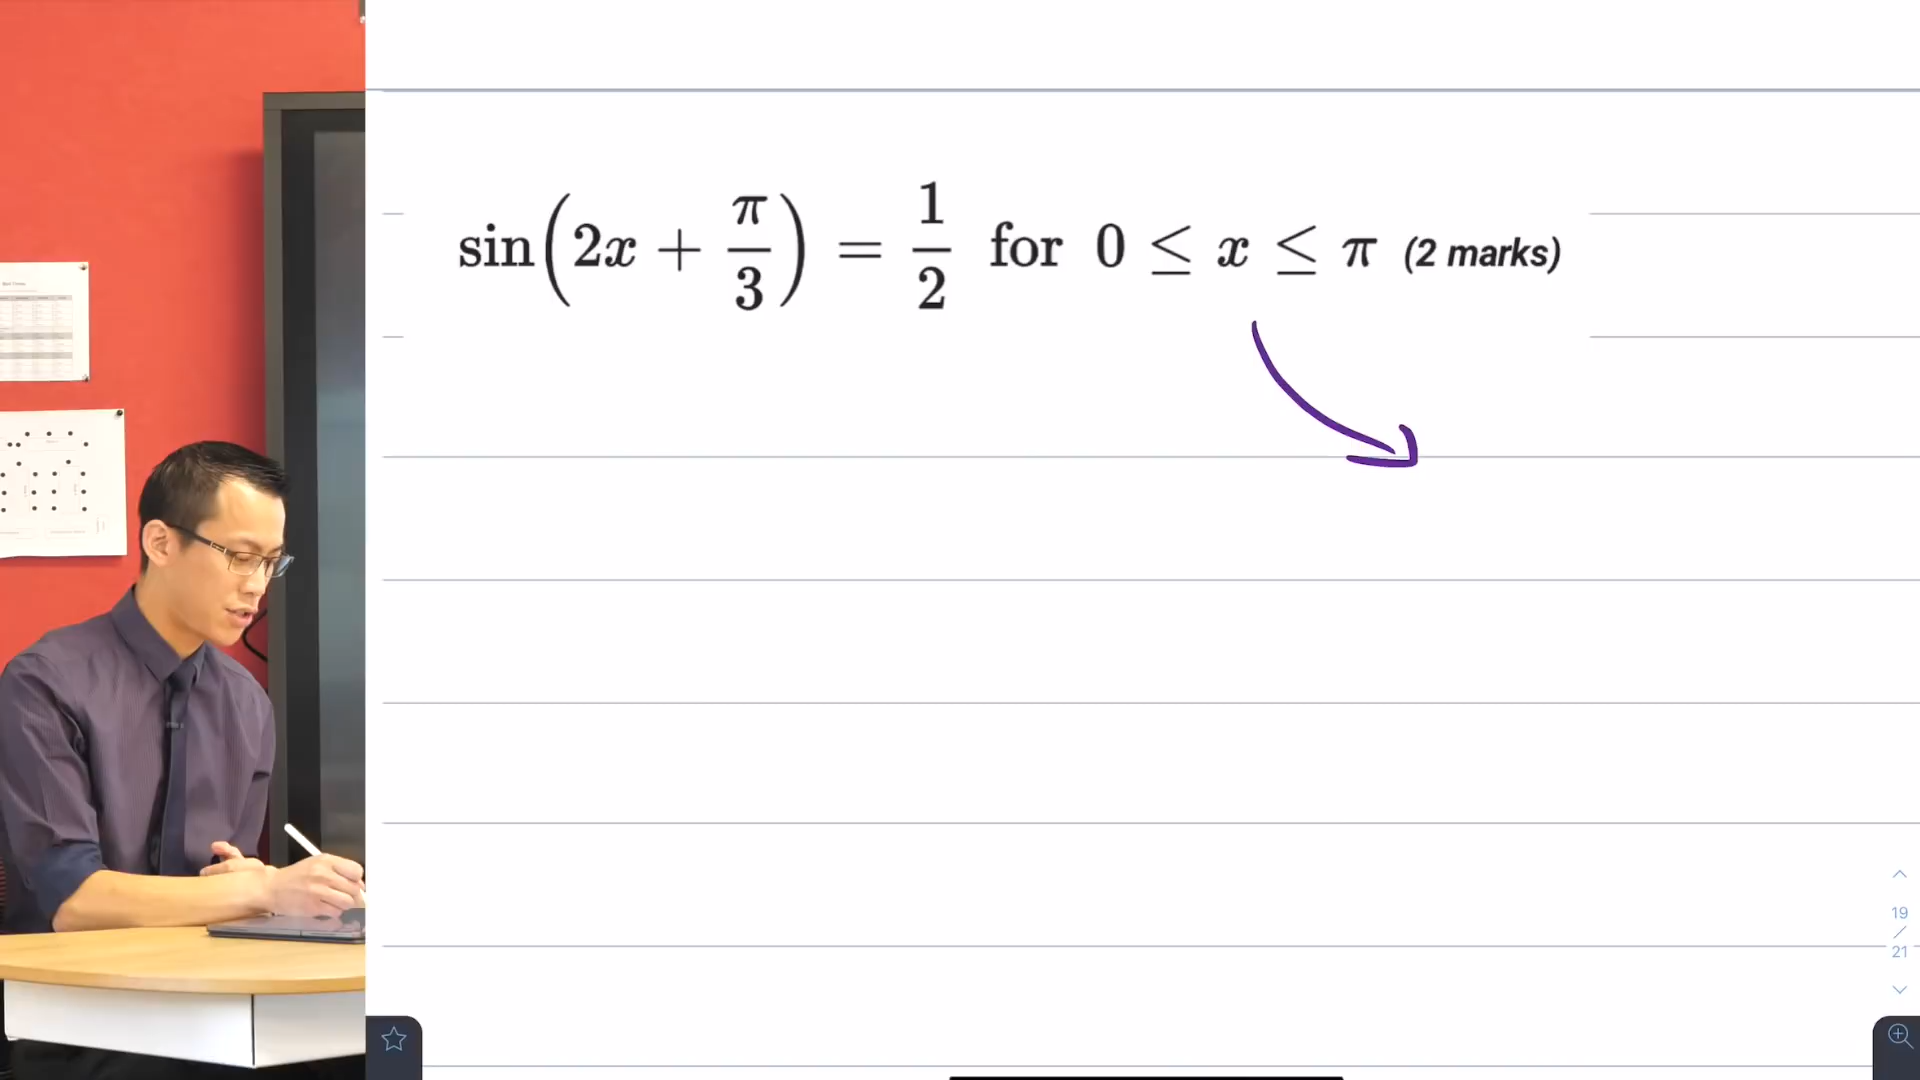 sin(2x + π/3) = 1/2 for 0 ≤ x ≤ π (2 marks)
19
/
21